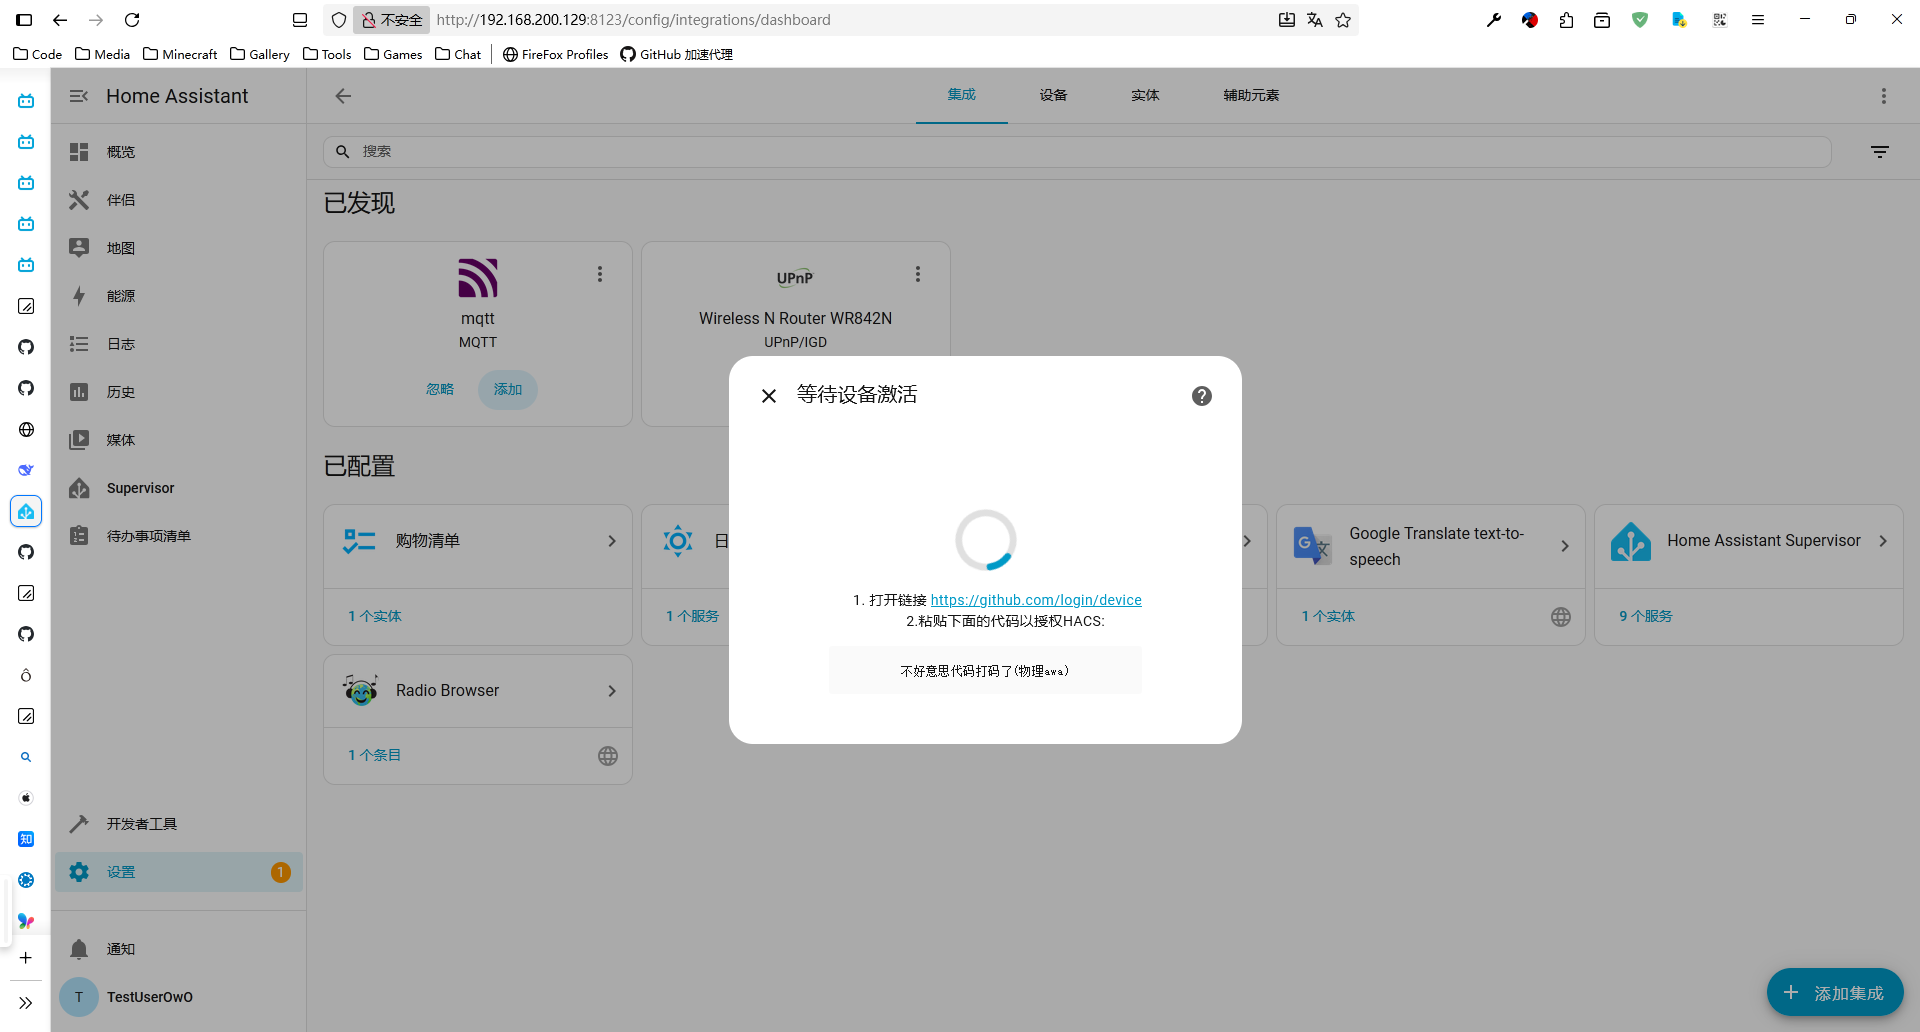 不安全
http://192.168.200.129:8123/config/integrations/dashboard
Code
Media
Minecraft
Gallery
Tools
Games
Chat
FireFox Profiles
GitHub 加速代理
Home Assistant
集成
设备
实体
辅助元素
概览
伴侣
地图
能源
日志
历史
媒体
Supervisor
待办事项清单
开发者工具
设置
1
通知
T
TestUserOwO
搜索
已发现
mqtt
MQTT
忽略
添加
UPnP
Wireless N Router WR842N
UPnP/IGD
已配置
购物清单
1 个实体
日
1 个服务
G 文
Google Translate text-to-
speech
1 个实体
Home Assistant Supervisor
9 个服务
Radio Browser
1 个条目
等待设备激活
1. 打开链接 https://github.com/login/device
2.粘贴下面的代码以授权HACS:
不好意思代码打码了(物理awa)
知
添加集成